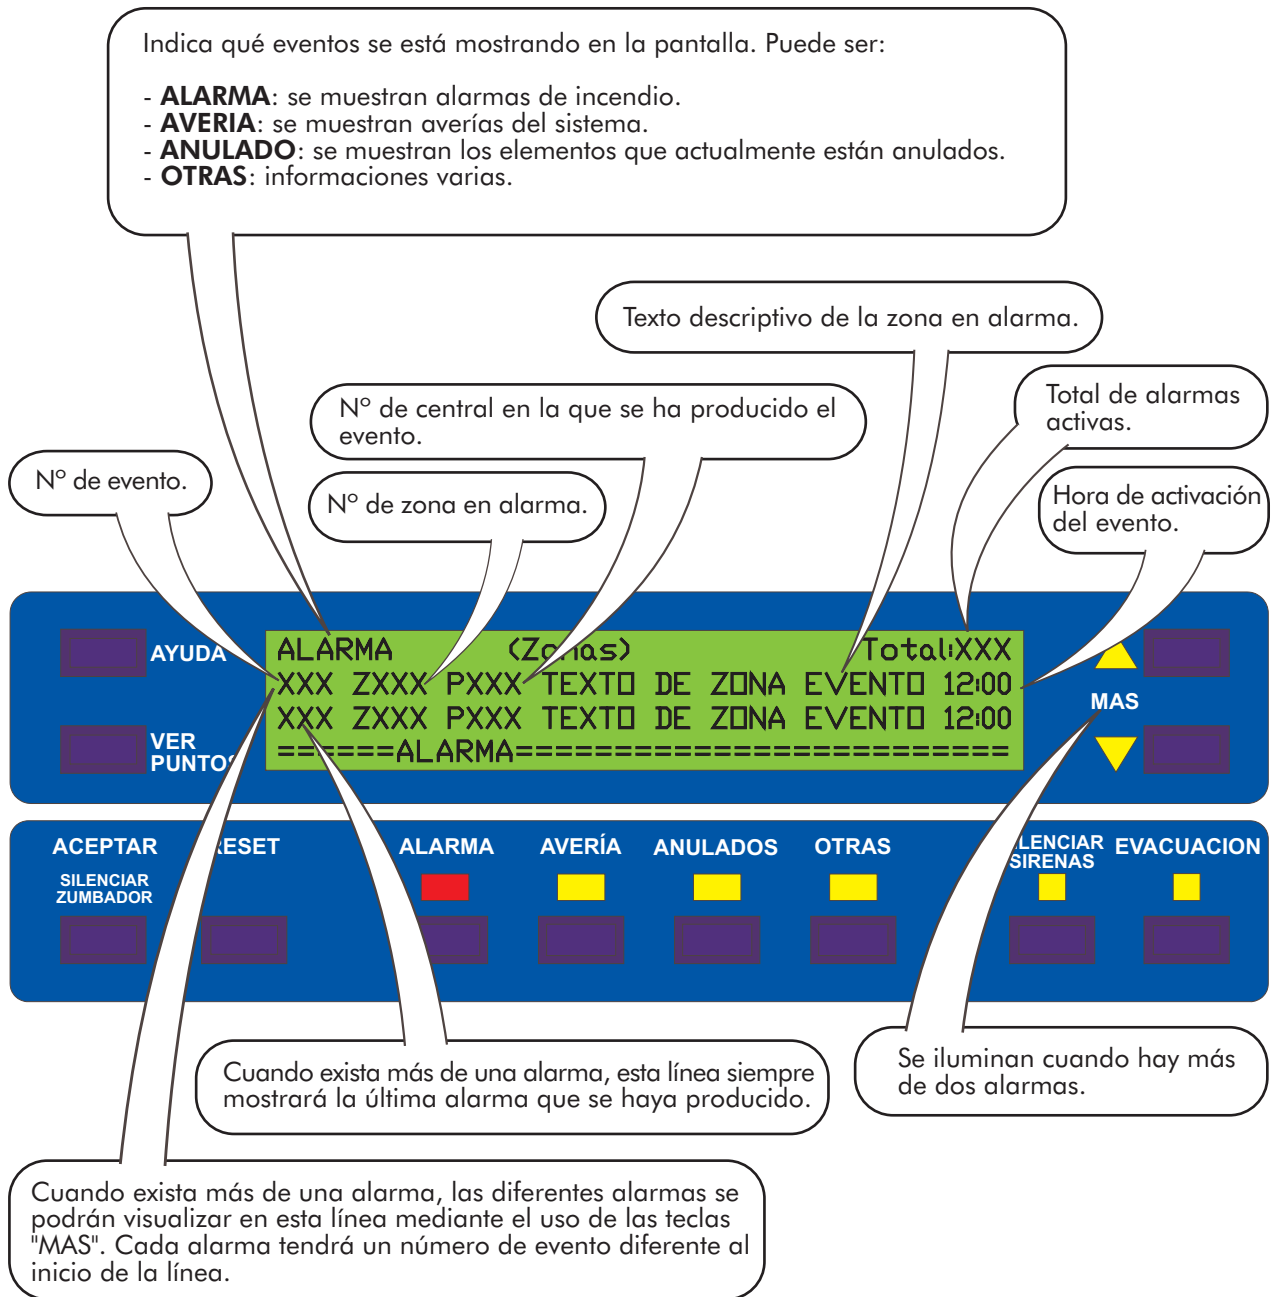 Indica qué eventos se está mostrando en la pantalla. Puede ser:
- ALARMA: se muestran alarmas de incendio.
- AVERIA: se muestran averías del sistema.
- ANULADO: se muestran los elementos que actualmente están anulados.
- OTRAS: informaciones varias.
Texto descriptivo de la zona en alarma.
Nº de central en la que se ha producido el
evento.
Total de alarmas
activas.
Nº de evento.
Nº de zona en alarma.
Hora de activación
del evento.
AYUDA
VER
PUNTOS
ALARMA (Zonas) Total:XXX
XXX ZXXX PXXX TEXTO DE ZONA EVENTO 12:00
XXX ZXXX PXXX TEXTO DE ZONA EVENTO 12:00
======ALARMA=========================
MAS
ACEPTAR
SILENCIAR
ZUMBADOR
RESET
ALARMA
AVERÍA
ANULADOS
OTRAS
SILENCIAR
SIRENAS
EVACUACION
Cuando exista más de una alarma, esta línea siempre
mostrará la última alarma que se haya producido.
Se iluminan cuando hay más
de dos alarmas.
Cuando exista más de una alarma, las diferentes alarmas se
podrán visualizar en esta línea mediante el uso de las teclas
"MAS". Cada alarma tendrá un número de evento diferente al
inicio de la línea.